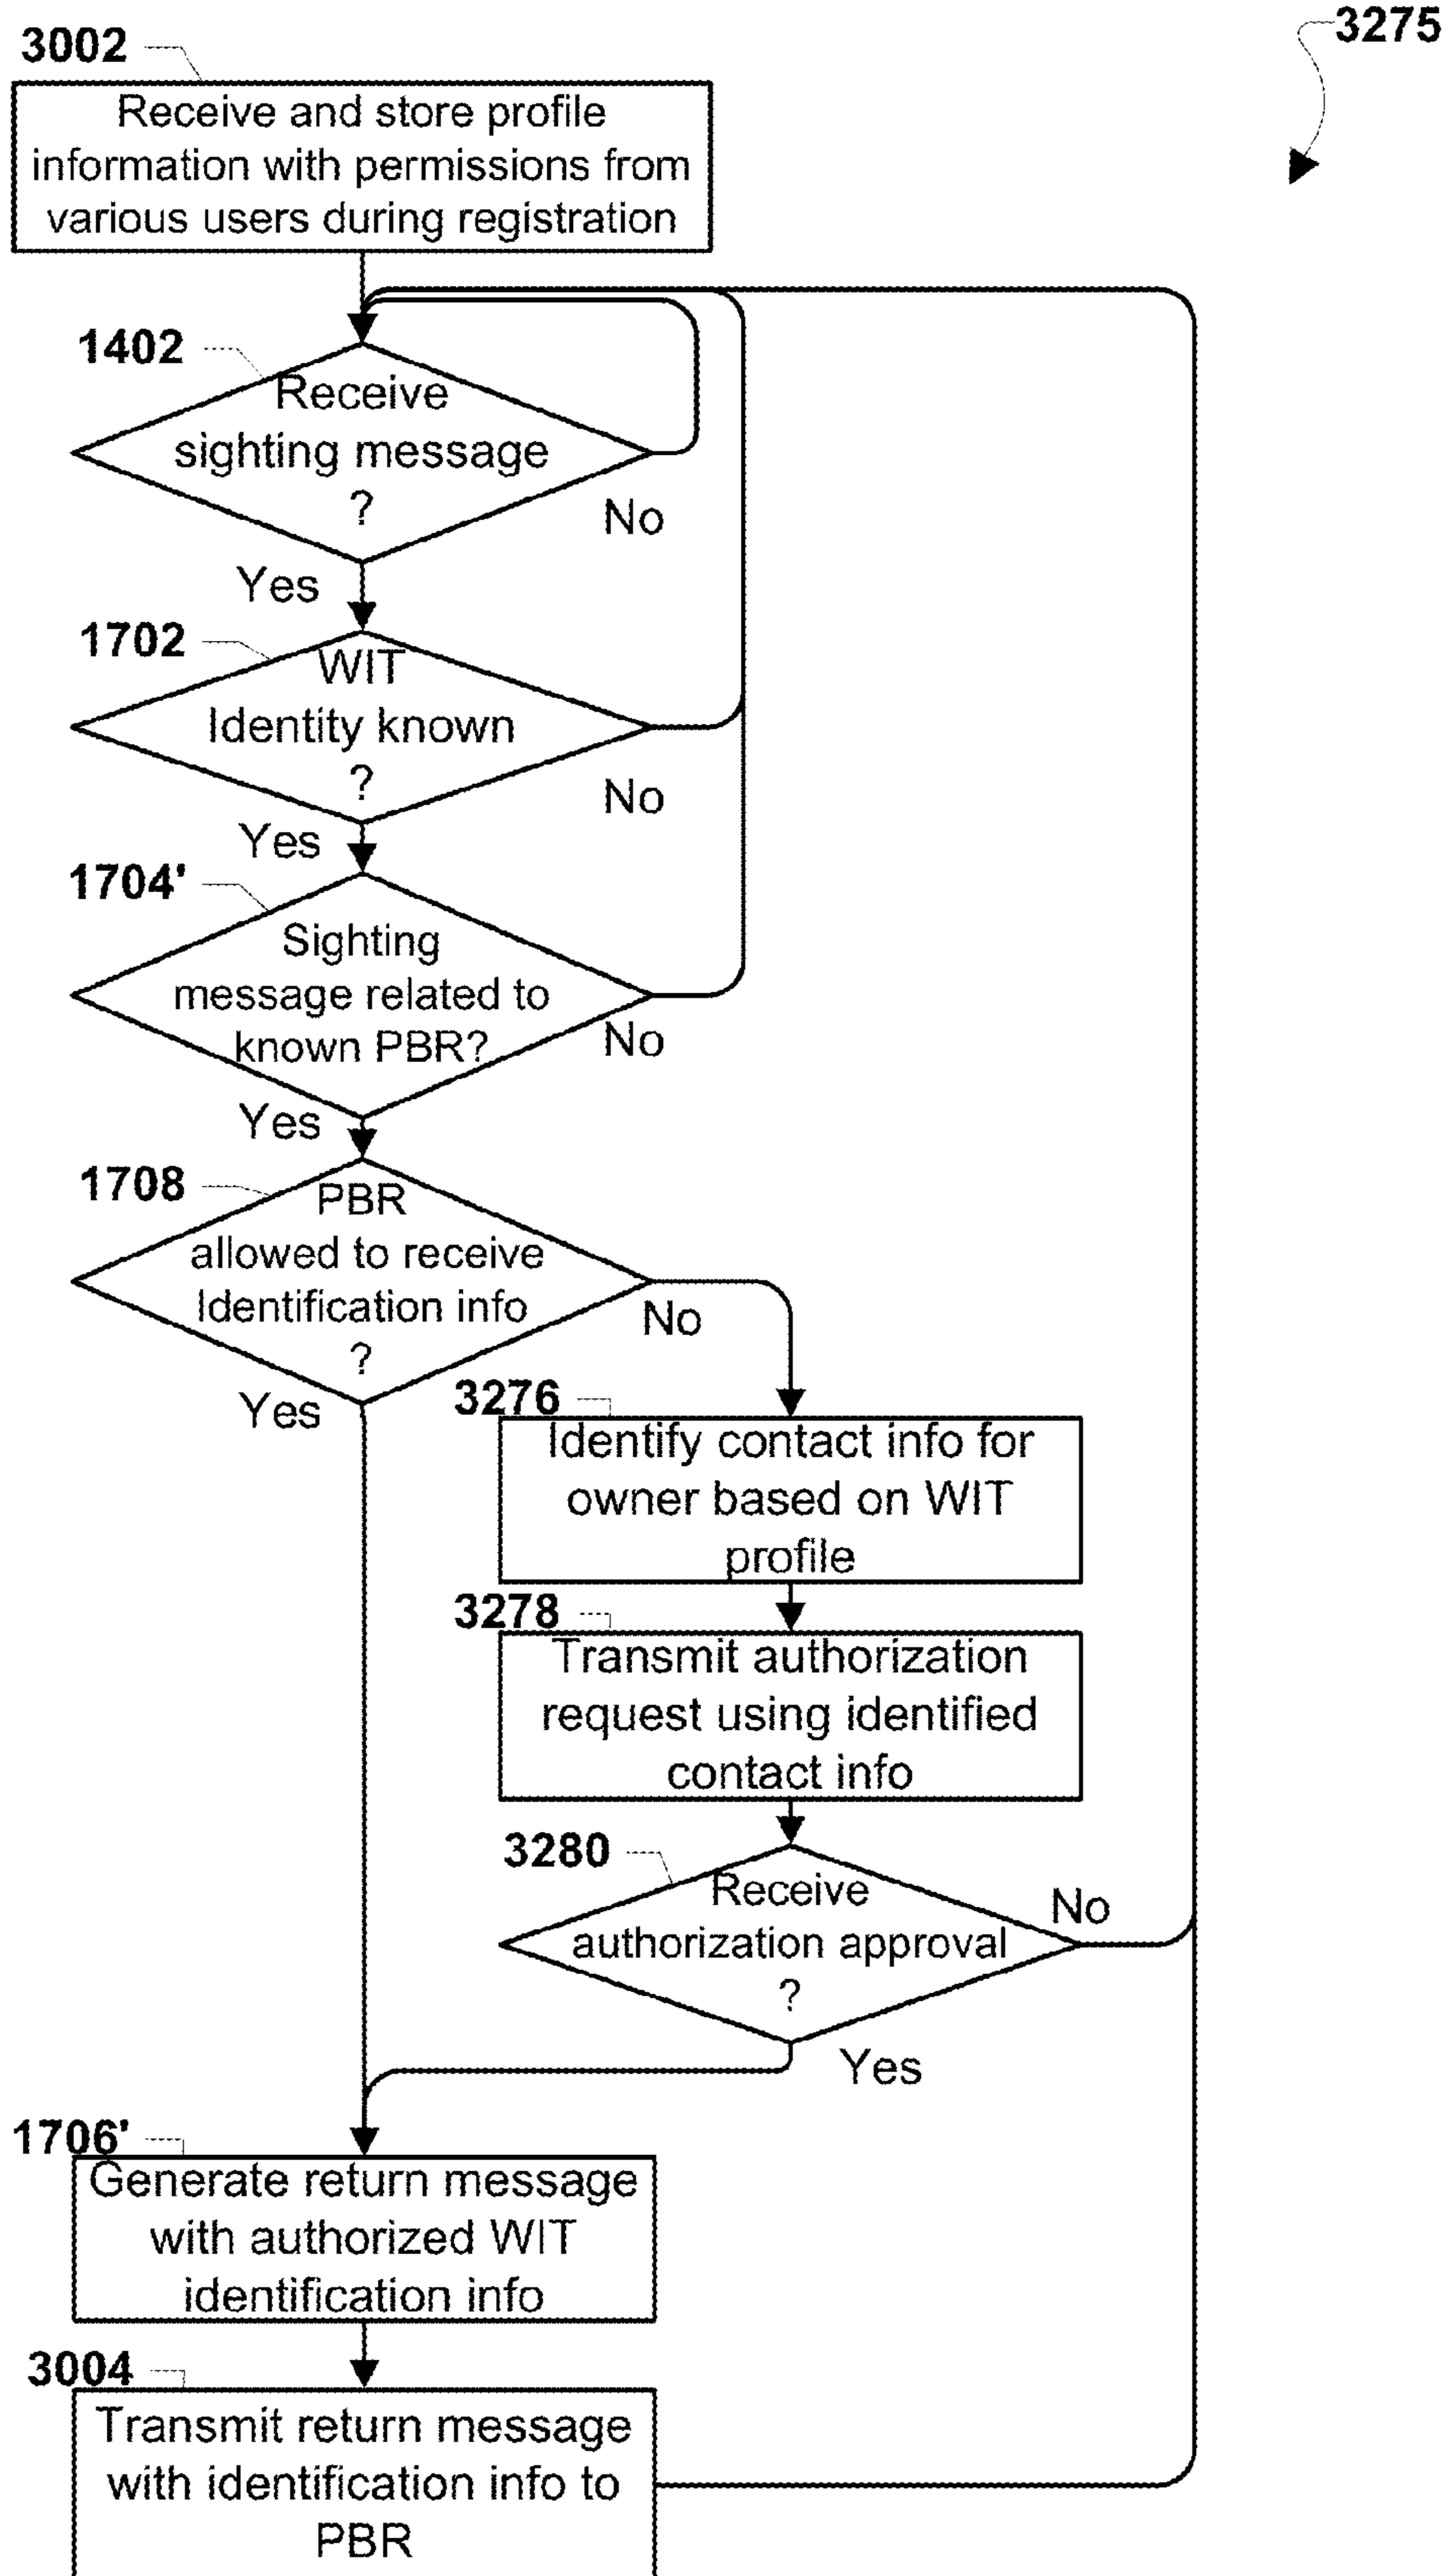 3275
3002
Receive and store profile
information with permissions from
various users during registration
1402
Receive
sighting message
?
No
Yes
1702
WIT
Identity known
?
No
Yes
1704'
Sighting
message related to
known PBR?
No
Yes
1708
PBR
allowed to receive
Identification info
?
No
Yes
3276
Identify contact info for
owner based on WIT
profile
3278
Transmit authorization
request using identified
contact info
3280
Receive
authorization approval
?
No
Yes
1706'
Generate return message
with authorized WIT
identification info
3004
Transmit return message
with identification info to
PBR